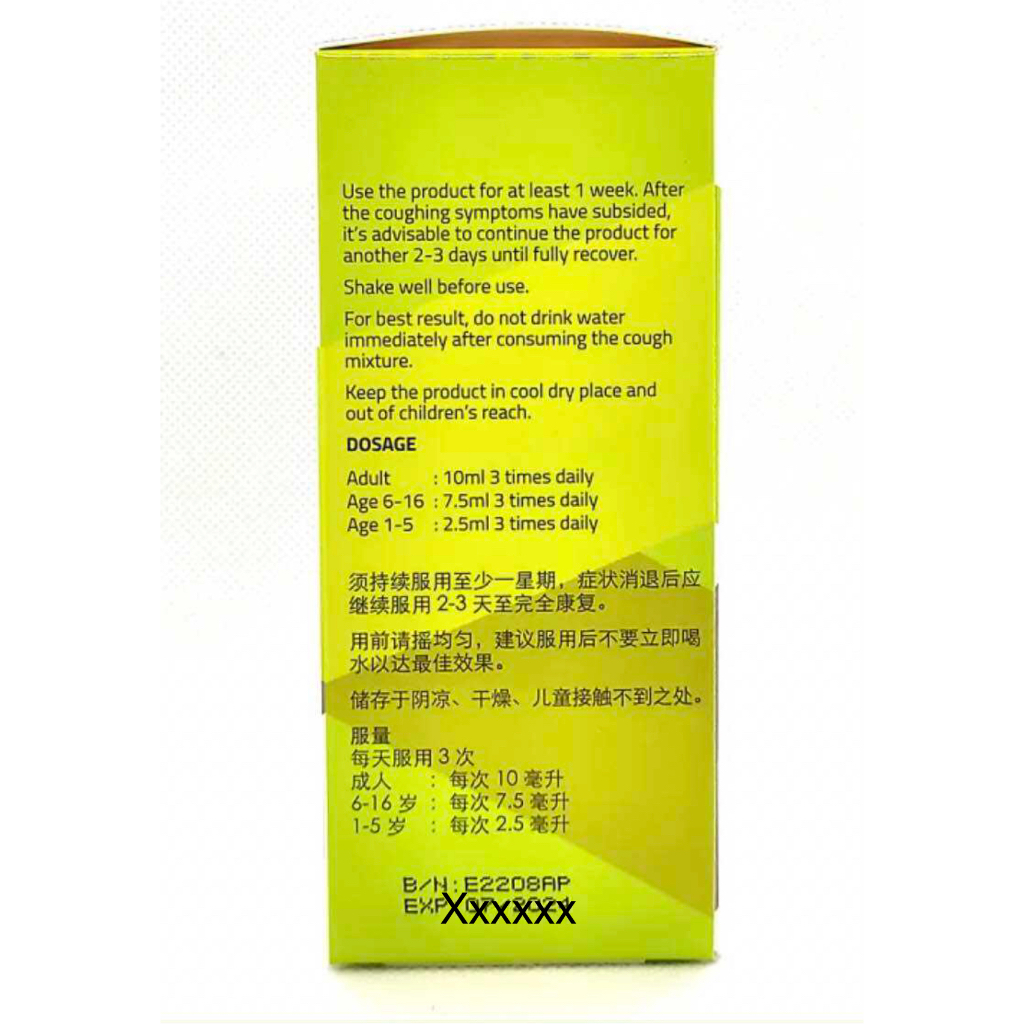 Use the product for at least 1 week. After
the coughing symptoms have subsided,
it's advisable to continue the product for
another 2-3 days until fully recover.
Shake well before use.
For best result, do not drink water
immediately after consuming the cough
mixture.
Keep the product in cool dry place and
out of children's reach.
DOSAGE
Adult : 10ml 3 times daily
Age 6-16 : 7.5ml 3 times daily
Age 1-5 : 2.5ml 3 times daily
须持续服用至少一星期，症状消退后应
继续服用 2-3 天至完全康复。
用前请摇均匀，建议服用后不要立即喝
水以达最佳效果。
储存于阴凉、干燥、儿童接触不到之处。
服量
每天服用 3 次
成人 : 每次 10 毫升
6-16 岁 : 每次 7.5 毫升
1-5 岁 : 每次 2.5 毫升
B/N:E2208AP
EXP Xxxxxxx